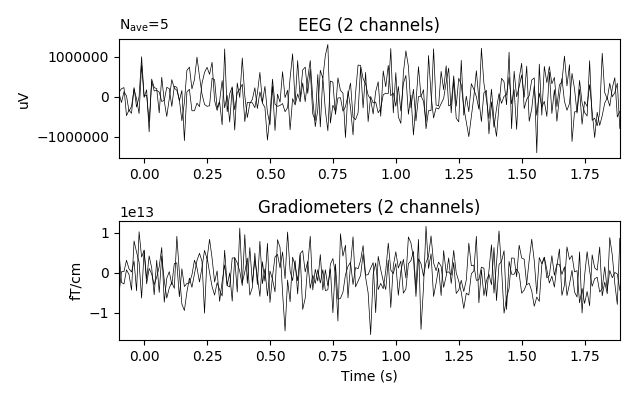 N_ave=5
EEG (2 channels)
uV
1000000
0
−1000000
0.00 0.25 0.50 0.75 1.00 1.25 1.50 1.75
Gradiometers (2 channels)
1e13
fT/cm
1
0
−1
0.00 0.25 0.50 0.75 1.00 1.25 1.50 1.75
Time (s)